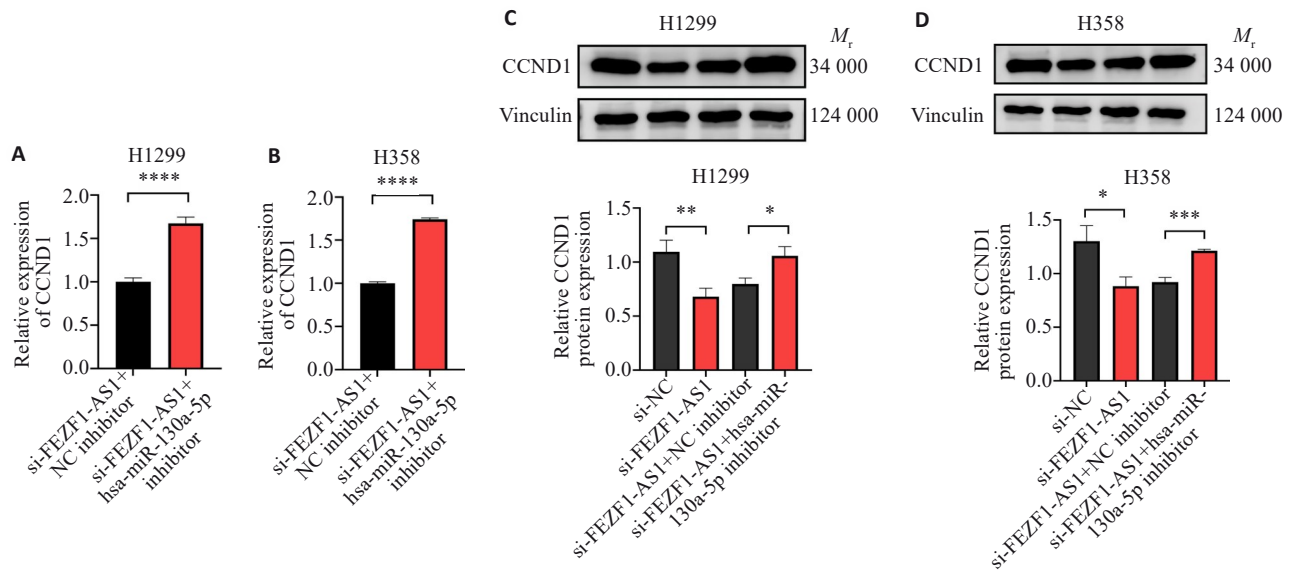 A
H1299
****
Relative expression
of CCND1
2.0
1.5
1.0
0.5
0.0
si-FEZF1-AS1+
NC inhibitor
si-FEZF1-AS1+
hsa-miR-130a-5p
inhibitor
B
H358
****
Relative expression
of CCND1
2.0
1.5
1.0
0.5
0.0
si-FEZF1-AS1+
NC inhibitor
si-FEZF1-AS1+
hsa-miR-130a-5p
inhibitor
C
H1299
Mr
CCND1
34 000
Vinculin
124 000
H1299
**
*
Relative CCND1
protein expression
1.5
1.0
0.5
0.0
si-NC
si-FEZF1-AS1
si-FEZF1-AS1+NC inhibitor
si-FEZF1-AS1+hsa-miR-
130a-5p inhibitor
D
H358
Mr
CCND1
34 000
Vinculin
124 000
H358
*
***
Relative CCND1
protein expression
1.5
1.0
0.5
0.0
si-NC
si-FEZF1-AS1
si-FEZF1-AS1+NC inhibitor
si-FEZF1-AS1+hsa-miR-
130a-5p inhibitor